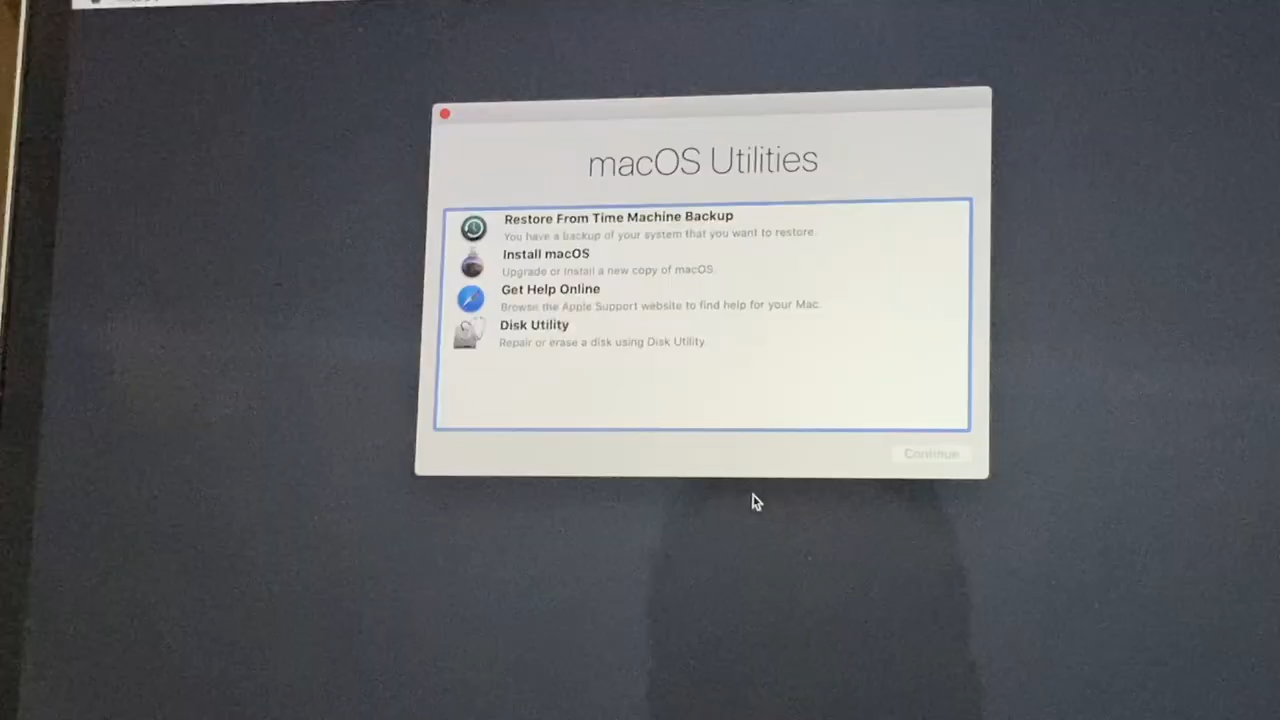 macOS Utilities
Restore From Time Machine Backup
You have a backup of your system that you want to restore.
Install macOS
Upgrade or install a new copy of macOS.
Get Help Online
Browse the Apple Support website to find help for your Mac.
Disk Utility
Repair or erase a disk using Disk Utility.
Continue